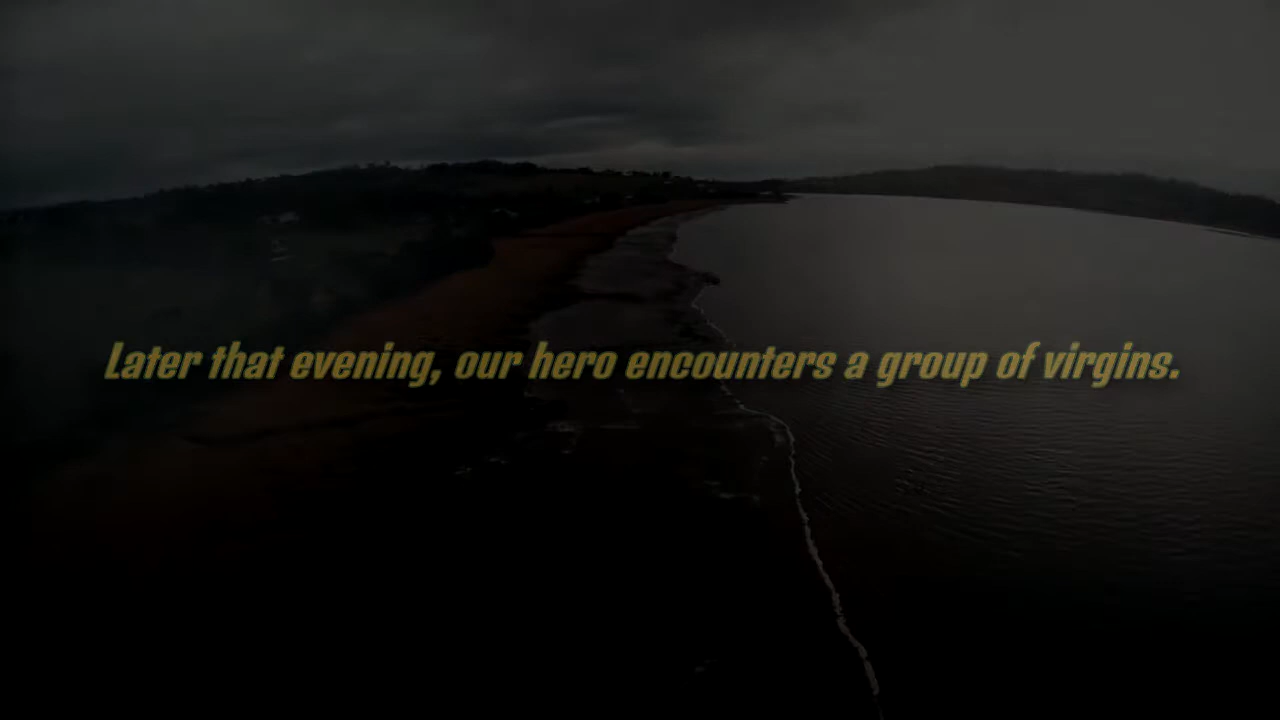 Later that evening, our hero encounters a group of virgins.